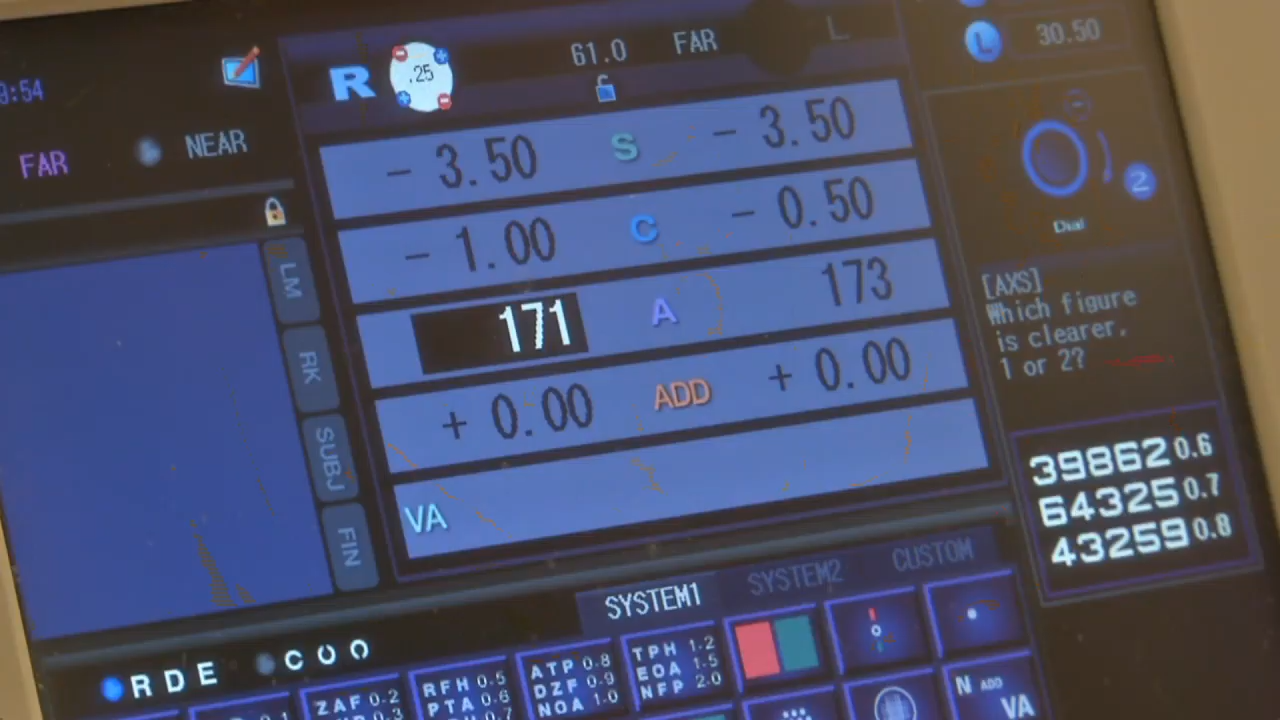 9:54
FAR NEAR
R .25 61.0 FAR L
L 30.50
- 3.50 S - 3.50
- 1.00 C - 0.50
171 A 173
+ 0.00 ADD + 0.00
VA
LM
RK
SUBJ
FIN
2
Dial
[AXS]
Which figure
is clearer,
1 or 2?
39862 0.6
64325 0.7
43259 0.8
SYSTEM1 SYSTEM2 CUSTOM
RDE
ZAF 0.2
RFH 0.5
PTA 0.6
ATP 0.8
DZF 0.9
NOA 1.0
TPH 1.2
EOA 1.5
NFP 2.0
N ADD
VA